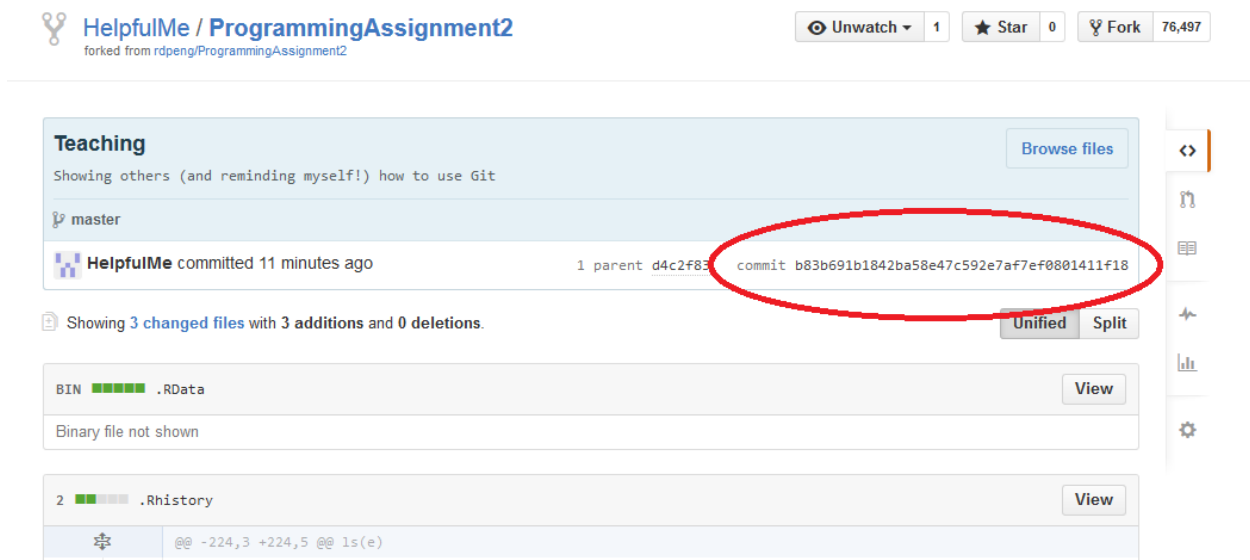 HelpfulMe / ProgrammingAssignment2
forked from rdpeng/ProgrammingAssignment2
Unwatch 1 Star 0 Fork 76,497
Teaching
Browse files
Showing others (and reminding myself!) how to use Git
master
HelpfulMe committed 11 minutes ago 1 parent d4c2f83 commit b83b691b1842ba58e47c592e7af7ef0801411f18
Showing 3 changed files with 3 additions and 0 deletions.
Unified Split
BIN .RData View
Binary file not shown
2 .Rhistory View
@@ -224,3 +224,5 @@ ls(e)